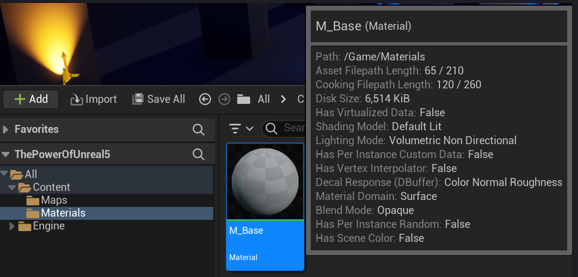 M_Base (Material)
Path: /Game/Materials
Asset Filepath Length: 65 / 210
Cooking Filepath Length: 120 / 260
Disk Size: 6,514 KiB
Has Virtualized Data: False
Shading Model: Default Lit
Lighting Mode: Volumetric Non Directional
Has Per Instance Custom Data: False
Has Vertex Interpolator: False
Decal Response (DBuffer): Color Normal Roughness
Material Domain: Surface
Blend Mode: Opaque
Has Per Instance Random: False
Has Scene Color: False
+ Add Import Save All All > C
Favorites
ThePowerOfUnreal5
All
Content
Maps
Materials
Engine
Sear
M_Base
Material